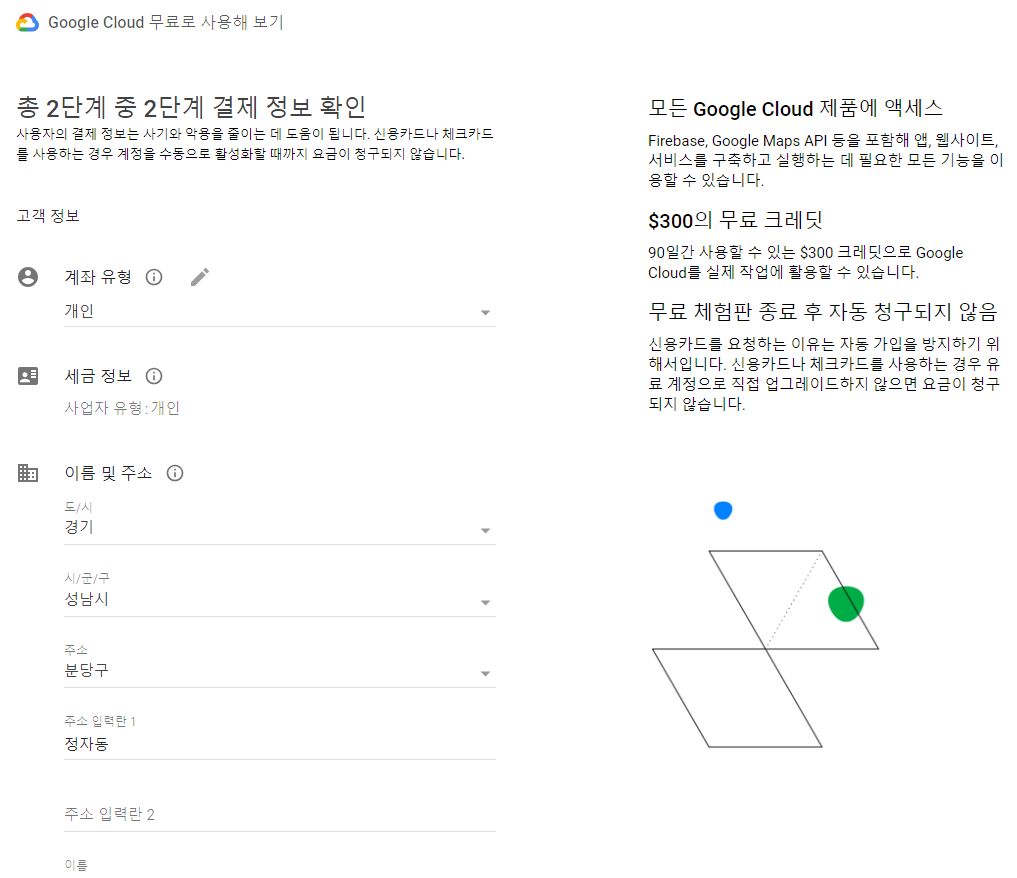 Google Cloud 무료로 사용해 보기
총 2단계 중 2단계 결제 정보 확인
사용자의 결제 정보는 사기와 악용을 줄이는 데 도움이 됩니다. 신용카드나 체크카드
를 사용하는 경우 계정을 수동으로 활성화할 때까지 요금이 청구되지 않습니다.
고객 정보
계좌 유형
개인
세금 정보
사업자 유형: 개인
이름 및 주소
도/시
경기
시/군/구
성남시
주소
분당구
주소 입력란 1
정자동
주소 입력란 2
이름
모든 Google Cloud 제품에 액세스
Firebase, Google Maps API 등을 포함해 앱, 웹사이트,
서비스를 구축하고 실행하는 데 필요한 모든 기능을 이
용할 수 있습니다.
$300의 무료 크레딧
90일간 사용할 수 있는 $300 크레딧으로 Google
Cloud를 실제 작업에 활용할 수 있습니다.
무료 체험판 종료 후 자동 청구되지 않음
신용카드를 요청하는 이유는 자동 가입을 방지하기 위
해서입니다. 신용카드나 체크카드를 사용하는 경우 유
료 계정으로 직접 업그레이드하지 않으면 요금이 청구
되지 않습니다.